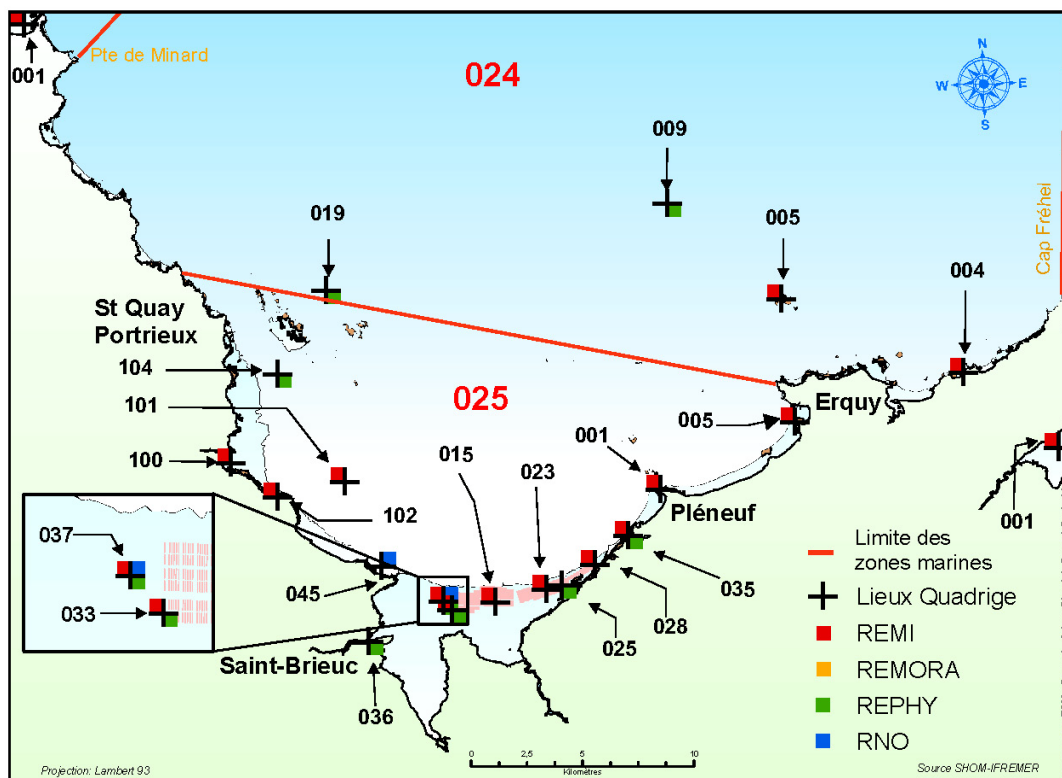 001
Pte de Minard
024
N
W
E
S
009
019
005
004
Cap Fréhel
St Quay
Portrieux
104
025
101
Erquy
005
001
015
023
100
102
Pléneuf
001
037
033
045
035
028
025
Saint-Brieuc
036
Limite des
zones marines
Lieux Quadrige
REMI
REMORA
REPHY
RNO
0
2,5
5
10
Kilomètres
Projection: Lambert 93
Source SHOM-IFREMER